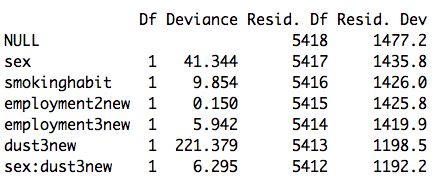 Df Deviance Resid. Df Resid. Dev
NULL 5418 1477.2
sex 1 41.344 5417 1435.8
smokinghabit 1 9.854 5416 1426.0
employment2new 1 0.150 5415 1425.8
employment3new 1 5.942 5414 1419.9
dust3new 1 221.379 5413 1198.5
sex:dust3new 1 6.295 5412 1192.2